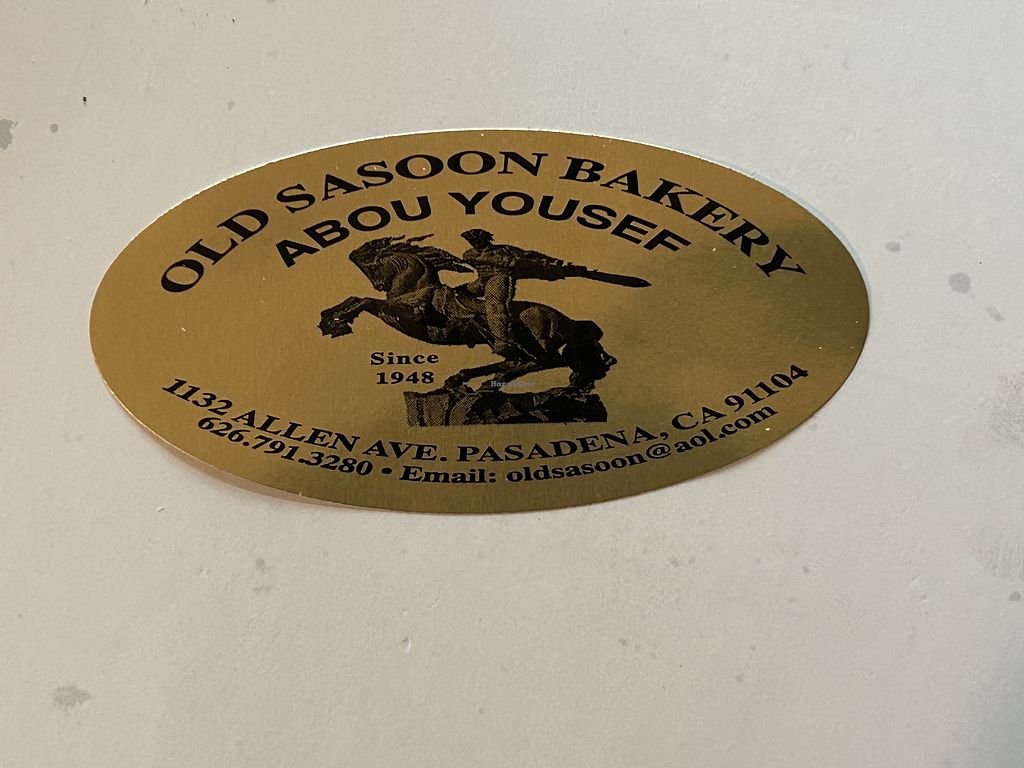 OLD SASOON BAKERY
ABOU YOUSEF
Since
1948
HappyCow
1132 ALLEN AVE. PASADENA, CA 91104
626.791.3280 • Email: oldsasoon@aol.com